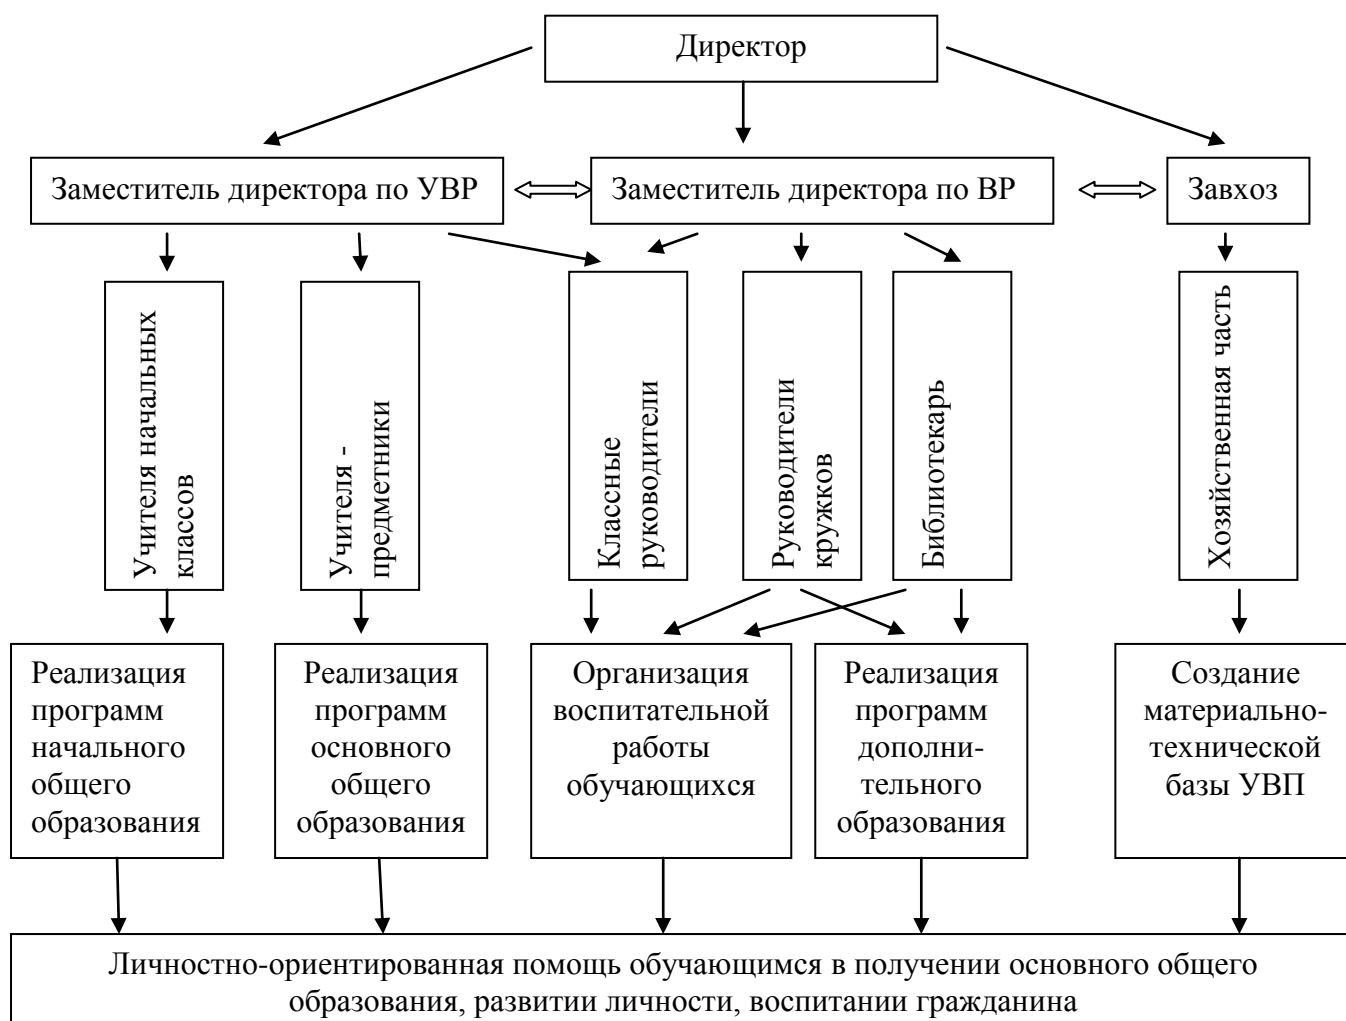 Директор
Заместитель директора по УВР
Заместитель директора по ВР
Завхоз
Учителя начальных
классов
Учителя -
предметники
Классные
руководители
Руководители
кружков
Библиотекарь
Хозяйственная часть
Реализация
программ
начального
общего
образования
Реализация
программ
основного
общего
образования
Организация
воспитательной
работы
обучающихся
Реализация
программ
дополни-
тельного
образования
Создание
материально-
технической
базы УВП
Личностно-ориентированная помощь обучающимся в получении основного общего
образования, развитии личности, воспитании гражданина